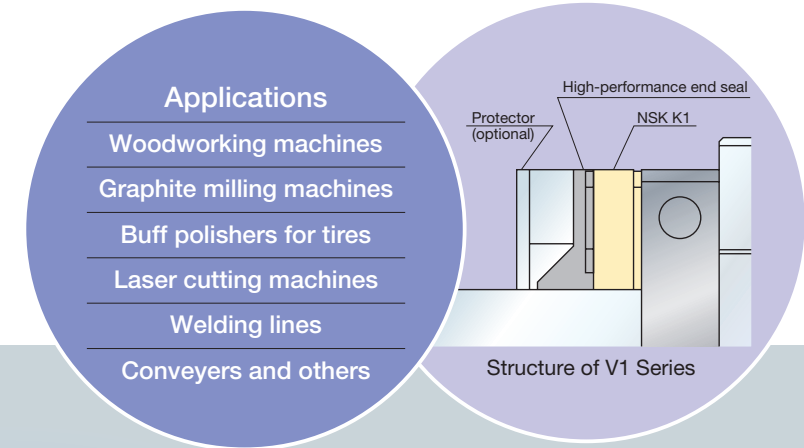 Applications
Woodworking machines
Graphite milling machines
Buff polishers for tires
Laser cutting machines
Welding lines
Conveyers and others
High-performance end seal
Protector
(optional)
NSK K1
Structure of V1 Series